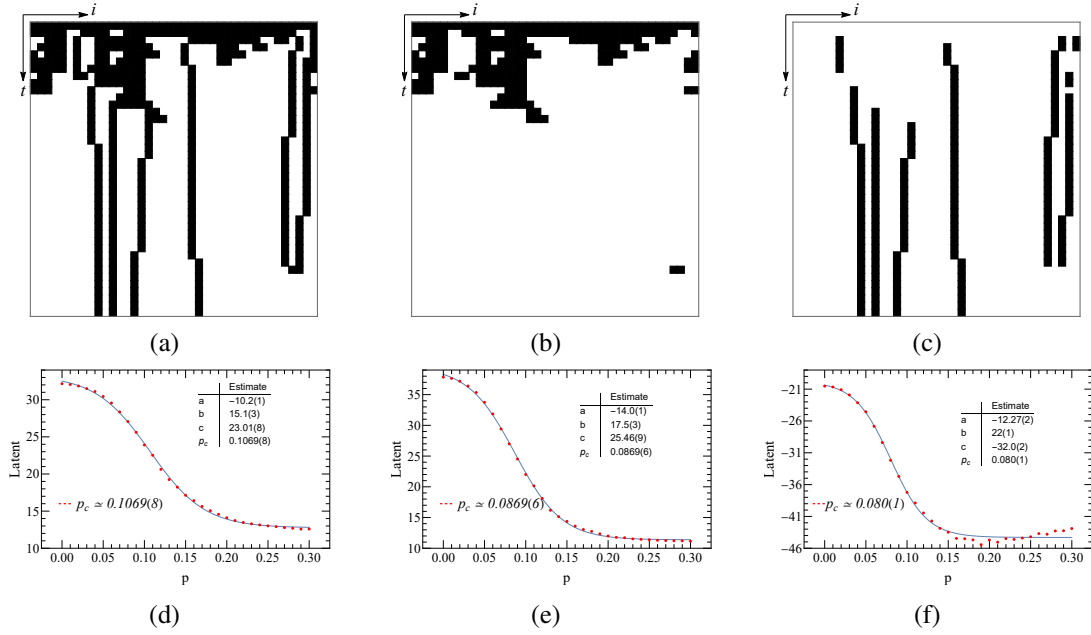 i
t
(a)
i
t
(b)
i
t
(c)
Latent
30
25
20
15
10
0.00 0.05 0.10 0.15 0.20 0.25 0.30
p
Estimate
a −10.2(1)
b 15.1(3)
c 23.01(8)
p_c 0.1069(8)
p_c ≃ 0.1069(8)
(d)
Latent
35
30
25
20
15
10
0.00 0.05 0.10 0.15 0.20 0.25 0.30
p
Estimate
a −14.0(1)
b 17.5(3)
c 25.46(9)
p_c 0.0869(6)
p_c ≃ 0.0869(6)
(e)
Latent
−21
−26
−31
−36
−41
−46
0.00 0.05 0.10 0.15 0.20 0.25 0.30
p
Estimate
a −12.27(2)
b 22(1)
c −32.0(2)
p_c 0.080(1)
p_c ≃ 0.080(1)
(f)